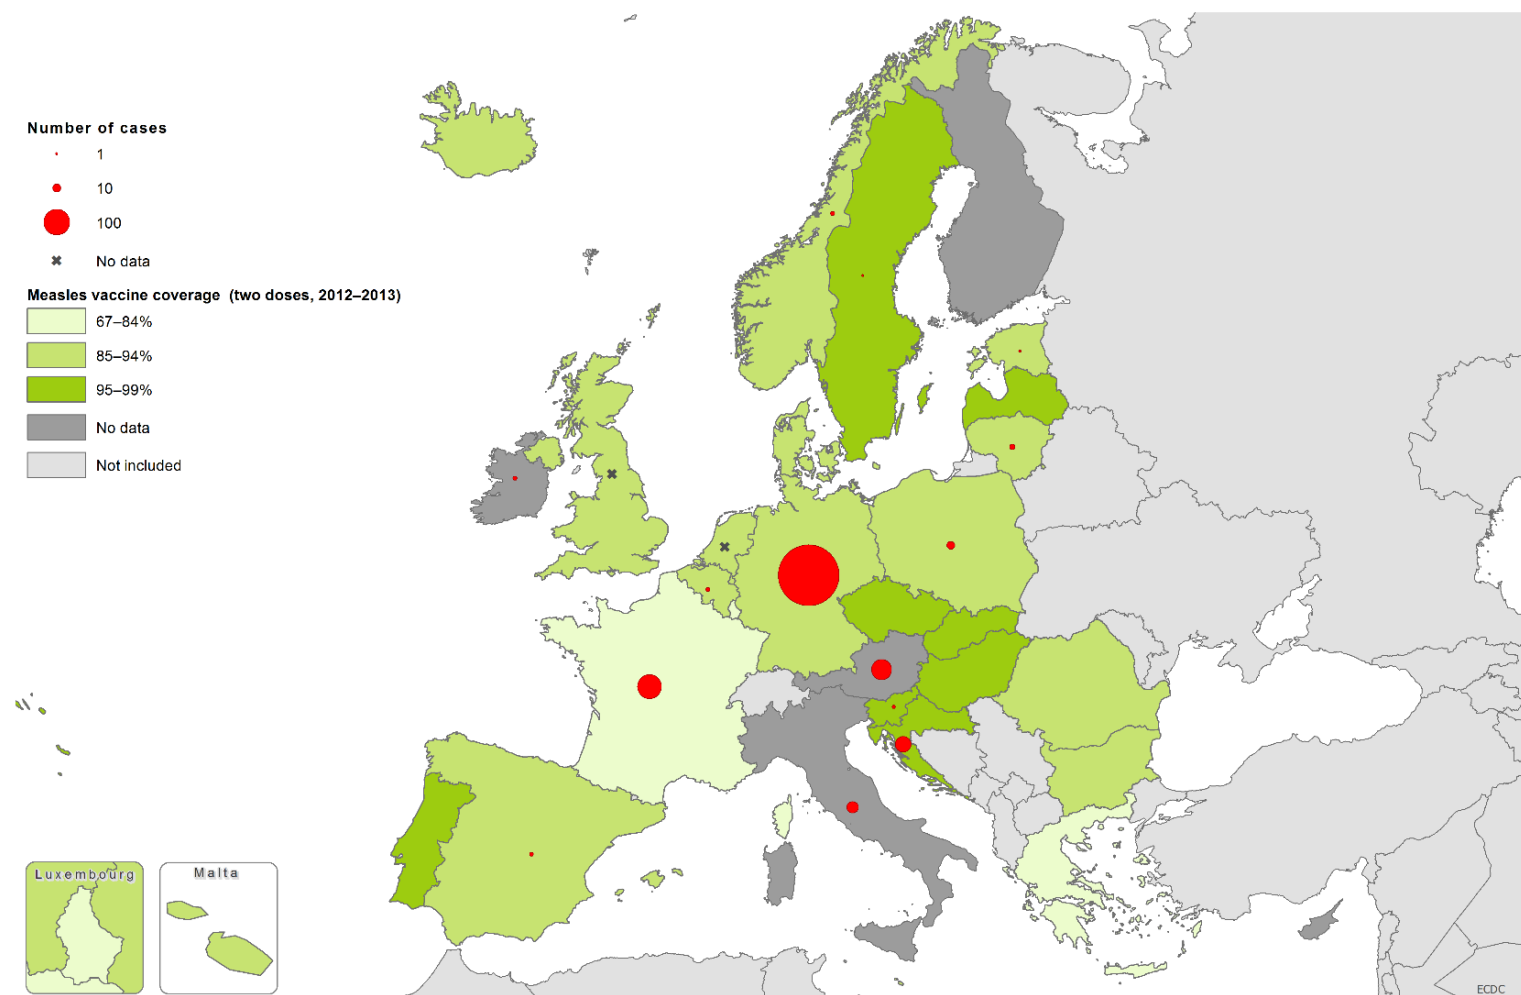 Number of cases
1
10
100
No data
Measles vaccine coverage (two doses, 2012–2013)
67–84%
85–94%
95–99%
No data
Not included
Luxembourg
Malta
ECDC